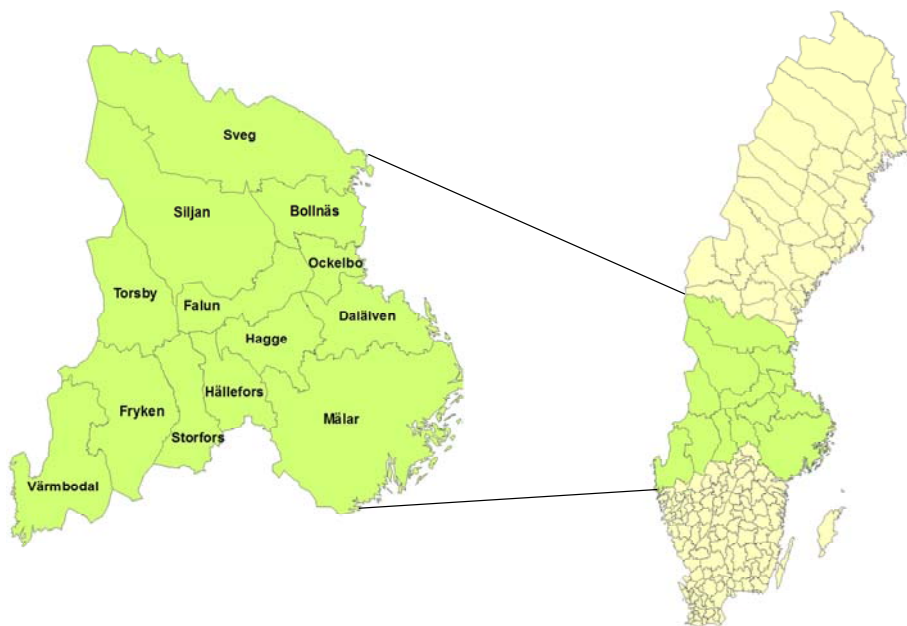 Sveg
Siljan
Bollnäs
Ockelbo
Torsby
Falun
Dalälven
Hagge
Hällefors
Fryken
Mälar
Storfors
Värmbodal